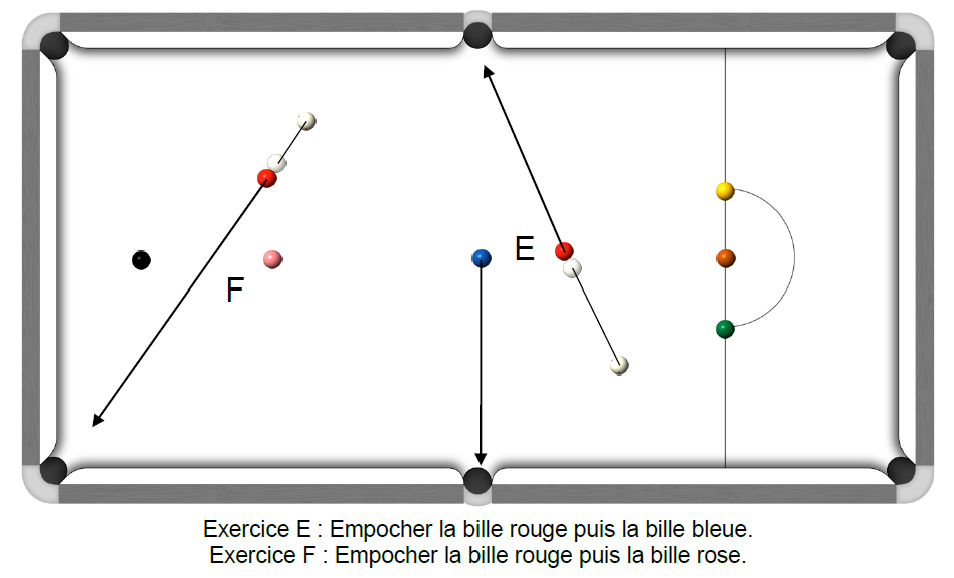 E
F
Exercice E : Empocher la bille rouge puis la bille bleue.
Exercice F : Empocher la bille rouge puis la bille rose.